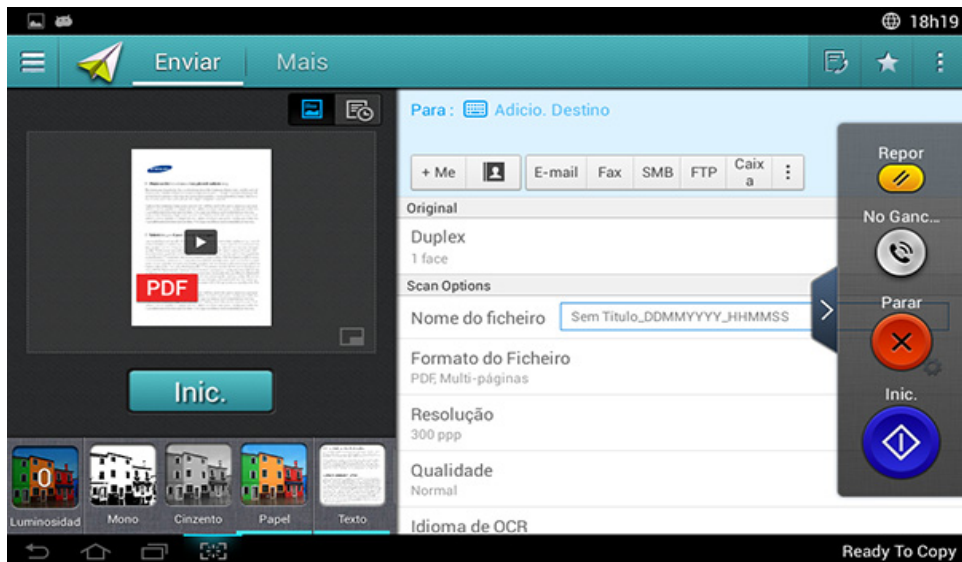 18h19
Enviar
Mais
Para :
Adicio. Destino
+ Me
E-mail
Fax
SMB
FTP
Caix
a
Original
Duplex
1 face
Scan Options
Nome do ficheiro
Sem Titulo_DDMMYYYY_HHMMSS
Formato do Ficheiro
PDF, Multi-páginas
Resolução
300 ppp
Qualidade
Normal
Idioma de OCR
PDF
Inic.
0
Luminosidad
Mono
Cinzento
Papel
Texto
Repor
No Ganc...
Parar
Inic.
Ready To Copy